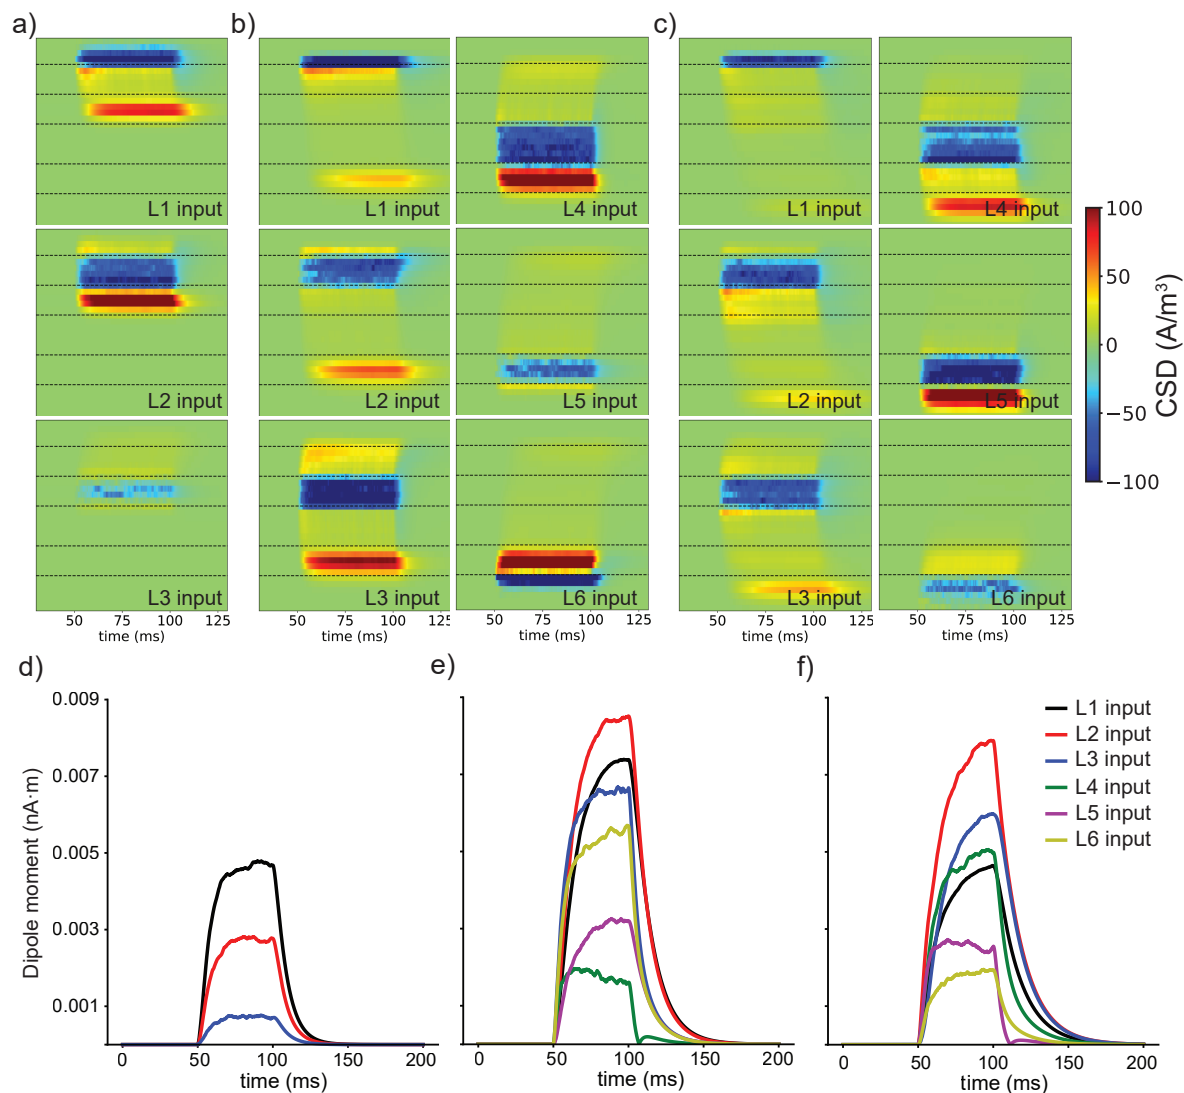 a)
b)
c)
L1 input
L1 input
L4 input
L1 input
L4 input
L2 input
L2 input
L5 input
L2 input
L5 input
L3 input
L3 input
L6 input
L3 input
L6 input
100
50
0
−50
−100
CSD (A/m³)
50 75 100 125
time (ms)
50 75 100 125
time (ms)
50 75 100 125
time (ms)
50 75 100 125
time (ms)
50 75 100 125
time (ms)
d)
e)
f)
0.009
0.007
0.005
0.003
0.001
Dipole moment (nA·m)
L1 input
L2 input
L3 input
L4 input
L5 input
L6 input
0 50 100 150 200
time (ms)
0 50 100 150 200
time (ms)
0 50 100 150 200
time (ms)